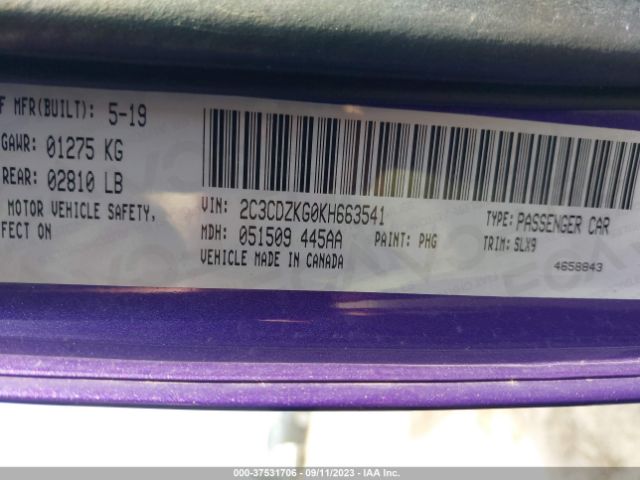 F MFR(BUILT): 5-19
GAWR: 01275 KG
REAR: 02810 LB
MOTOR VEHICLE SAFETY,
FECT ON
VIN: 2C3CDZKG0KH663541
TYPE: PASSENGER CAR
MDH: 051509 445AA
PAINT: PHG
TRIM: SLX9
VEHICLE MADE IN CANADA
4658843
000-37531706 - 09/11/2023 - IAA Inc.